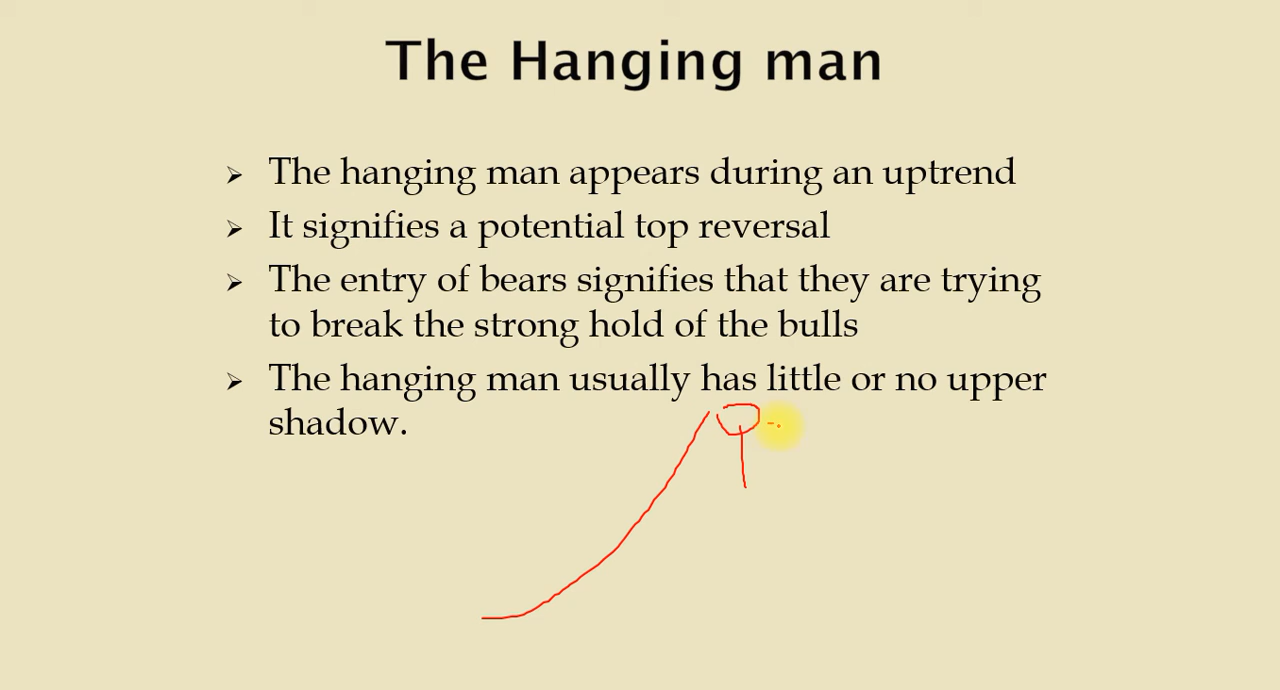 The Hanging man
The hanging man appears during an uptrend
It signifies a potential top reversal
The entry of bears signifies that they are trying
to break the strong hold of the bulls
The hanging man usually has little or no upper
shadow.